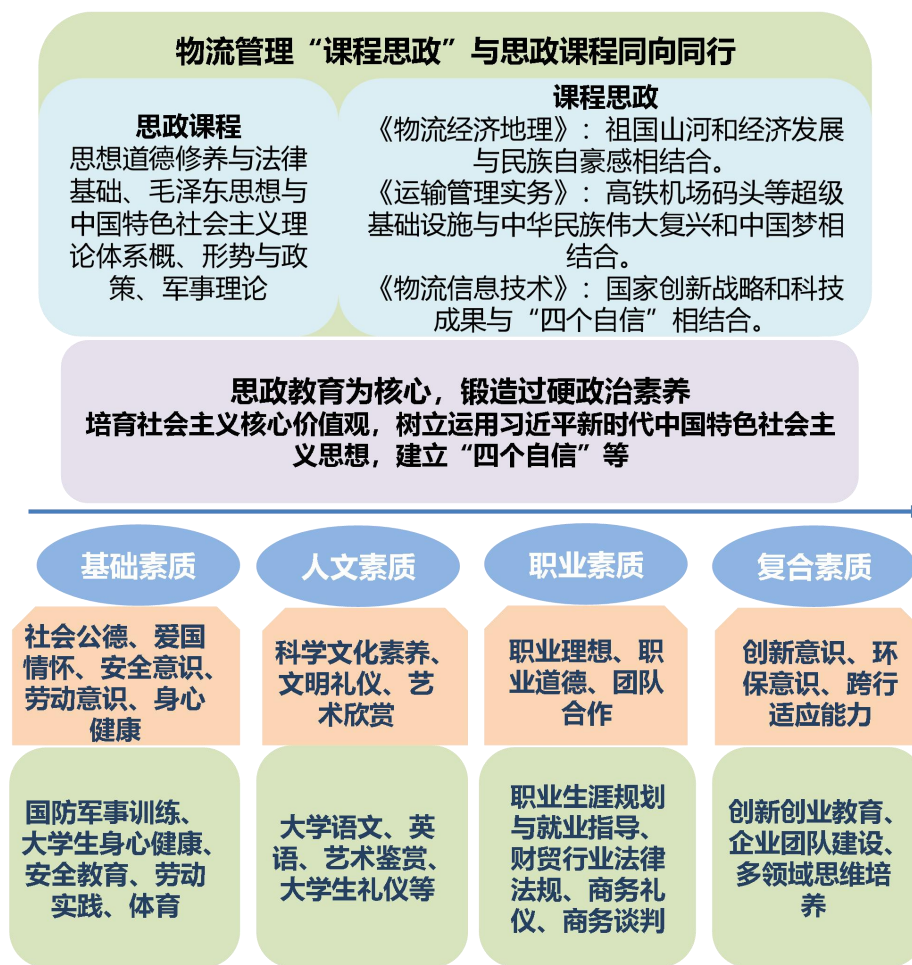 物流管理“课程思政”与思政课程同向同行
思政课程
思想道德修养与法律
基础、毛泽东思想与
中国特色社会主义理
论体系概、形势与政
策、军事理论
课程思政
《物流经济地理》：祖国山河和经济发展
与民族自豪感相结合。
《运输管理实务》：高铁机场码头等超级
基础设施与中华民族伟大复兴和中国梦相
结合。
《物流信息技术》：国家创新战略和科技
成果与“四个自信”相结合。
思政教育为核心，锻造过硬政治素养
培育社会主义核心价值观，树立运用习近平新时代中国特色社会主
义思想，建立“四个自信”等
基础素质
人文素质
职业素质
复合素质
社会公德、爱国
情怀、安全意识、
劳动意识、身心
健康
科学文化素养、
文明礼仪、艺
术欣赏
职业理想、职
业道德、团队
合作
创新意识、环
保意识、跨行
适应能力
国防军事训练、
大学生身心健康、
安全教育、劳动
实践、体育
大学语文、英
语、艺术鉴赏、
大学生礼仪等
职业生涯规划
与就业指导、
财贸行业法律
法规、商务礼
仪、商务谈判
创新创业教育、
企业团队建设、
多领域思维培
养